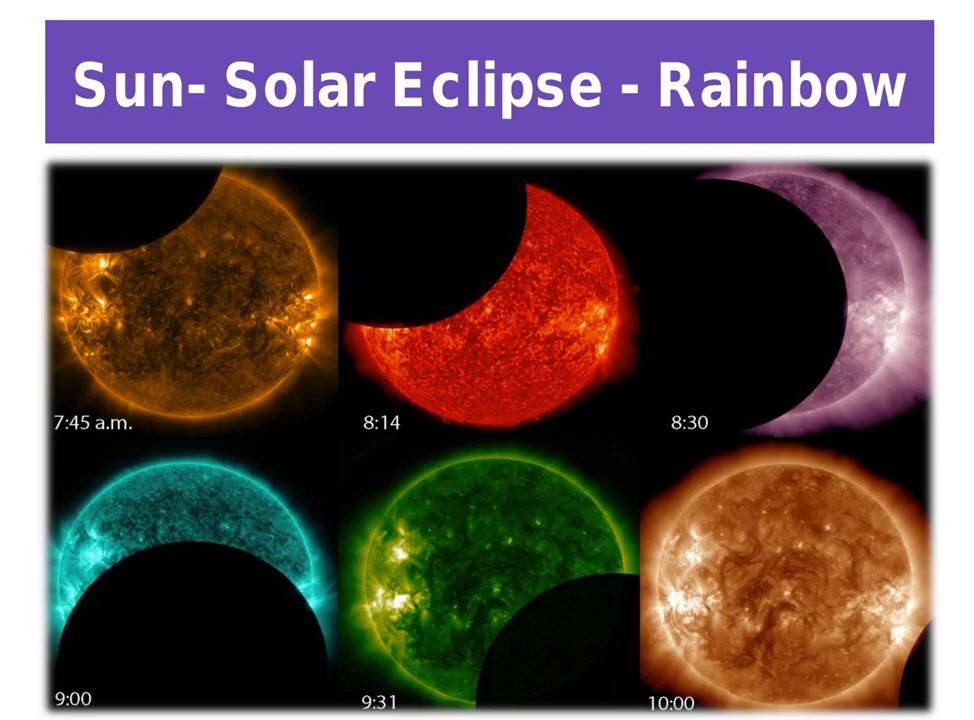 Sun- Solar Eclipse - Rainbow
7:45 a.m.
8:14
8:30
9:00
9:31
10:00